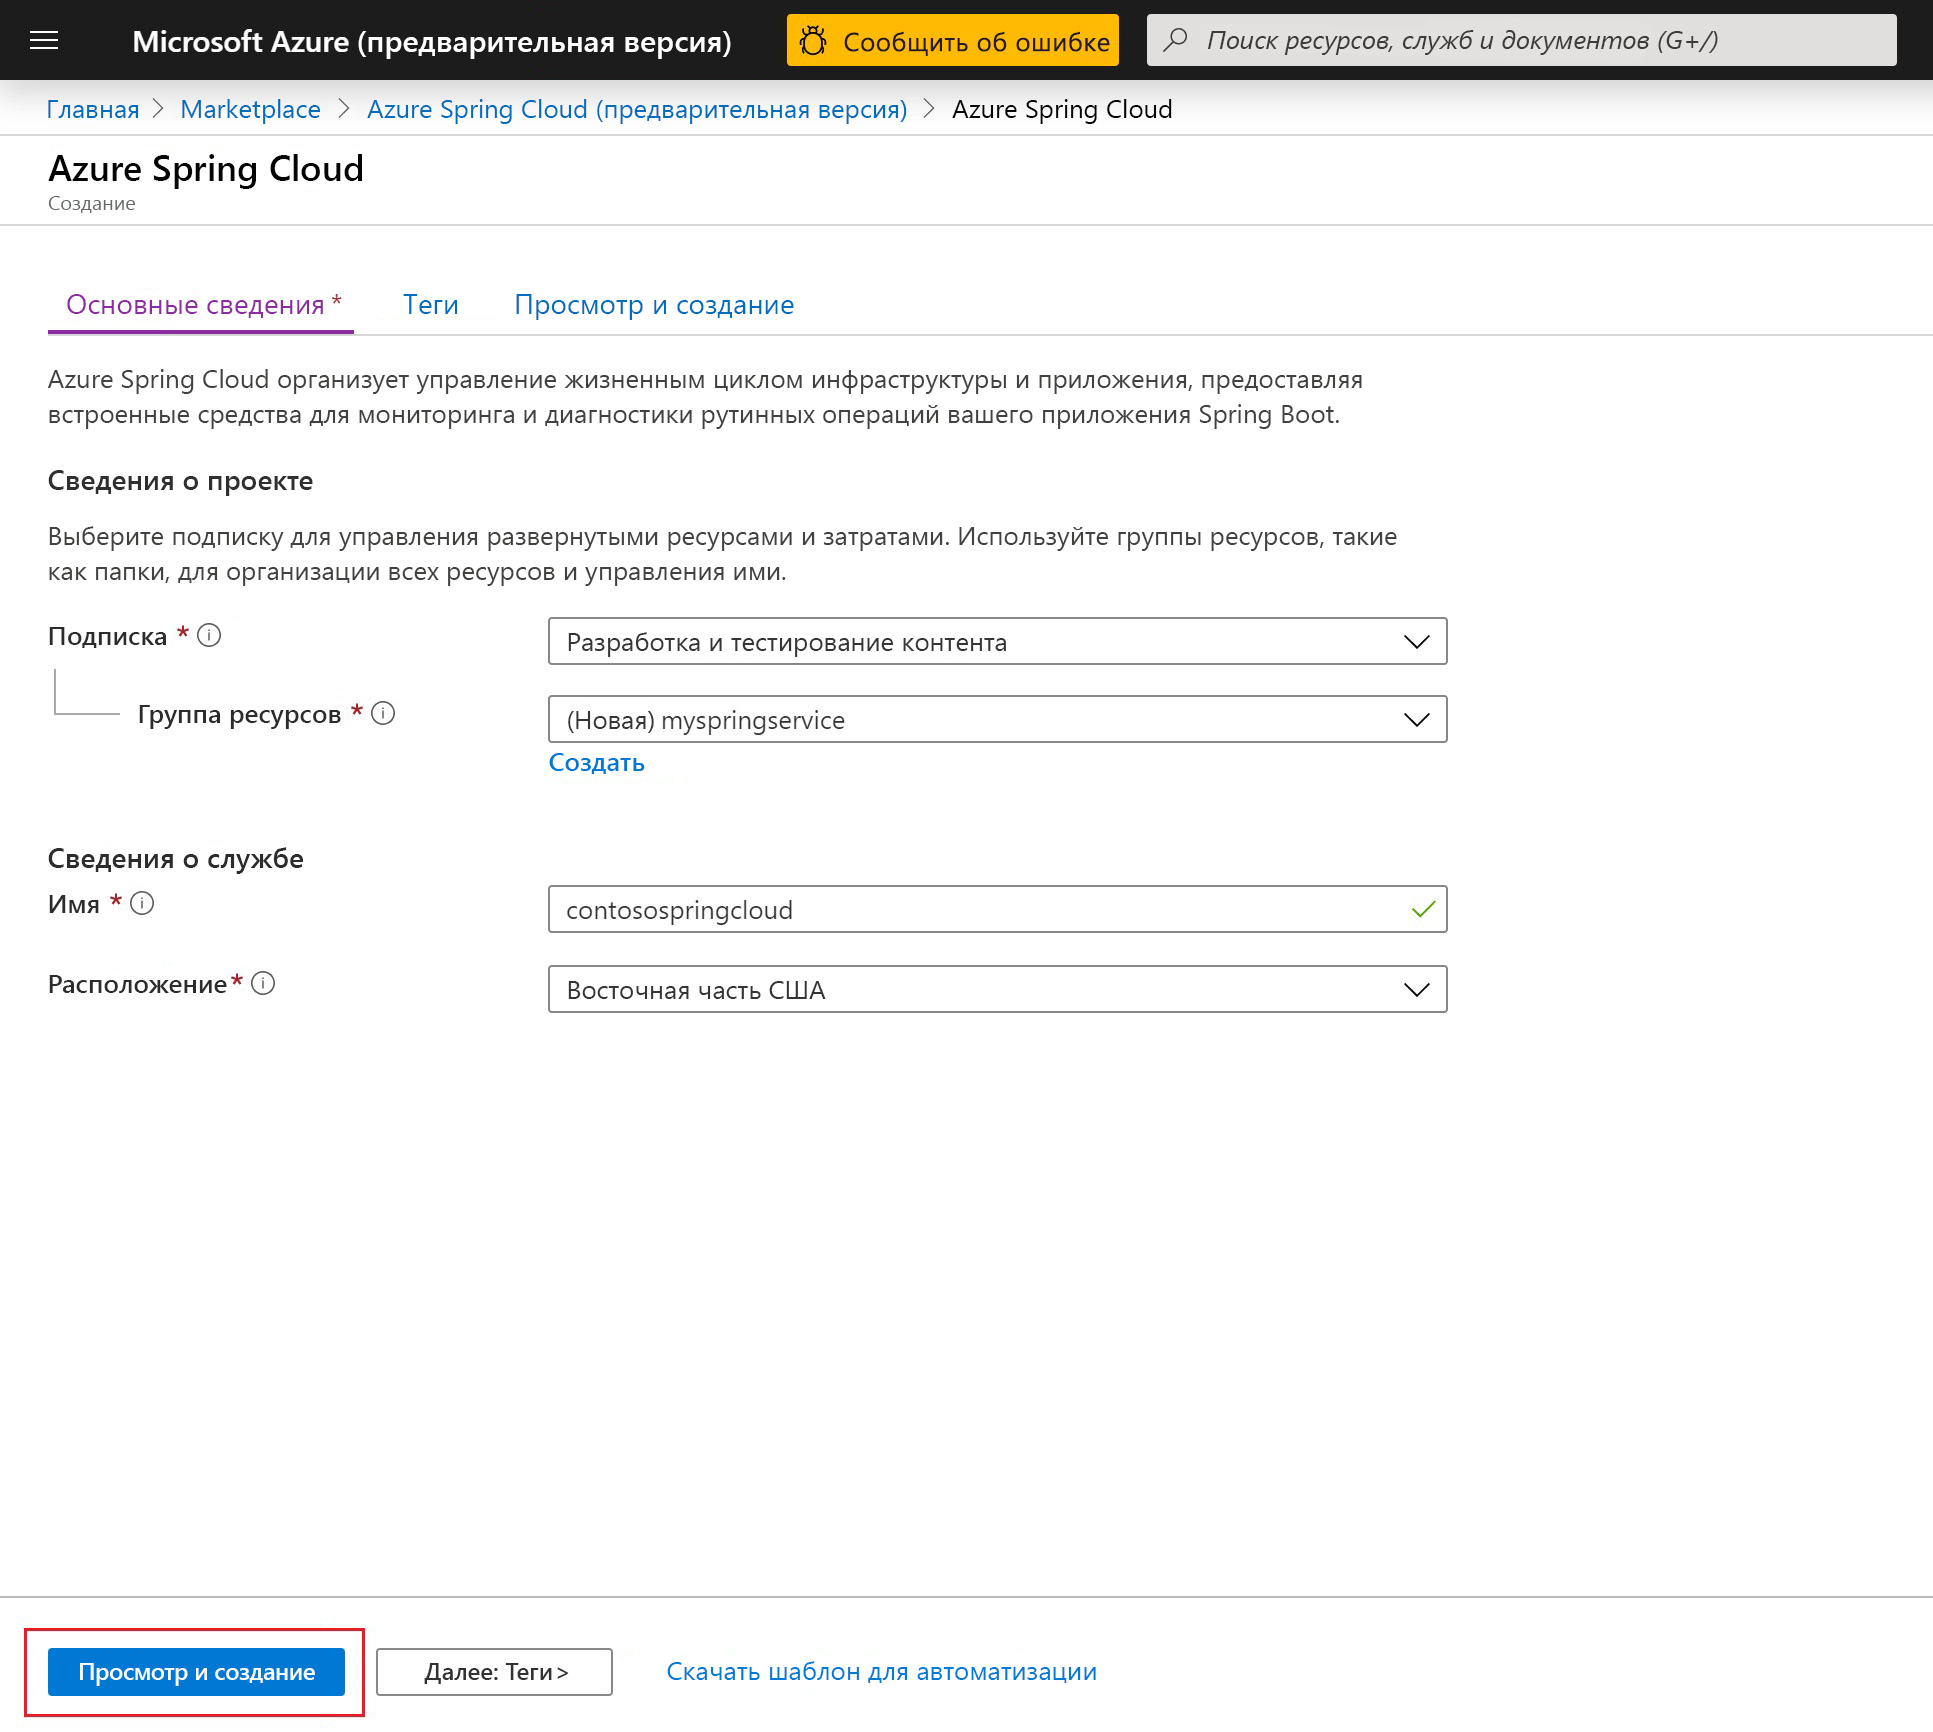 Microsoft Azure (предварительная версия)
Сообщить об ошибке
Поиск ресурсов, служб и документов (G+/)
Главная > Marketplace > Azure Spring Cloud (предварительная версия) > Azure Spring Cloud
Azure Spring Cloud
Создание
Основные сведения * Теги Просмотр и создание
Azure Spring Cloud организует управление жизненным циклом инфраструктуры и приложения, предоставляя
встроенные средства для мониторинга и диагностики рутинных операций вашего приложения Spring Boot.
Сведения о проекте
Выберите подписку для управления развернутыми ресурсами и затратами. Используйте группы ресурсов, такие
как папки, для организации всех ресурсов и управления ими.
Подписка * Разработка и тестирование контента
Группа ресурсов * (Новая) myspringservice
Создать
Сведения о службе
Имя * contosospringcloud
Расположение* Восточная часть США
Просмотр и создание Далее: Теги> Скачать шаблон для автоматизации